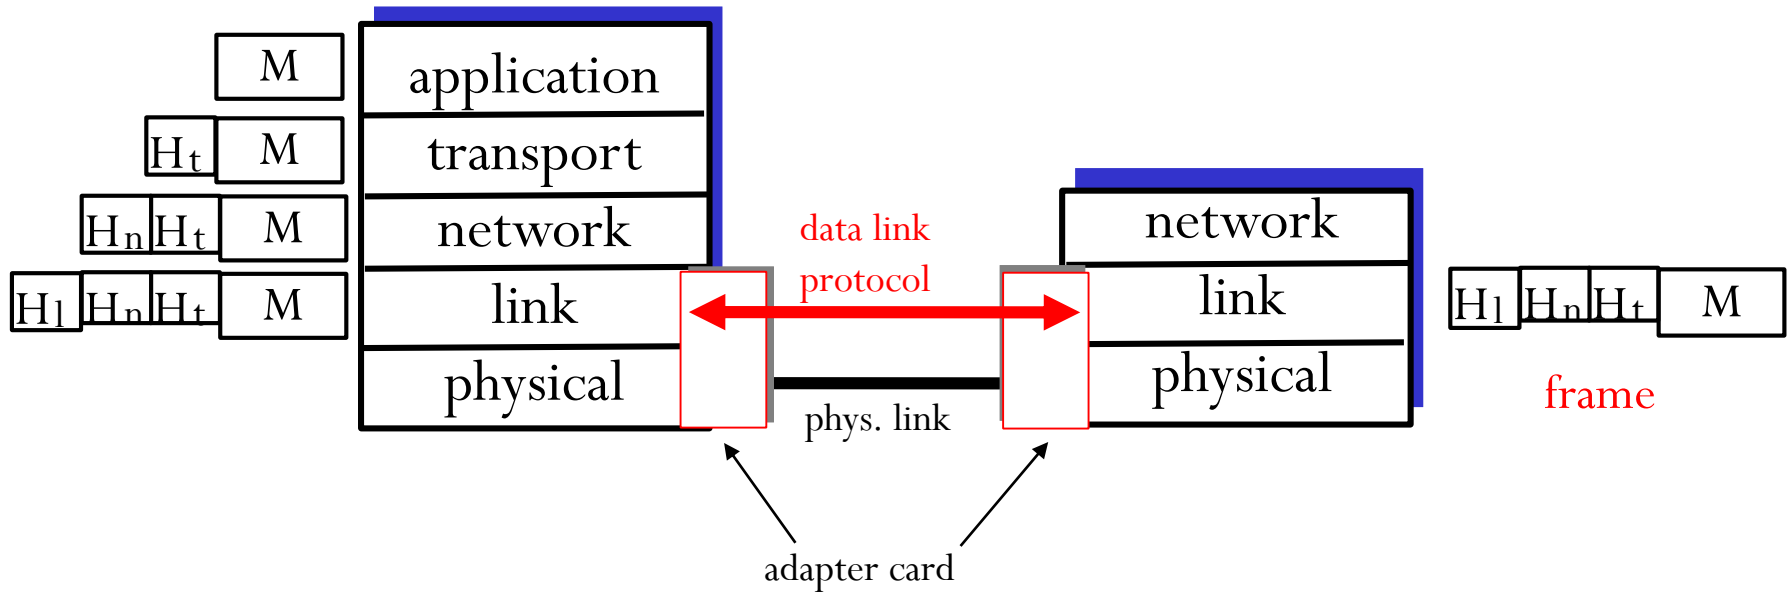 M
application
Ht M
transport
Hn Ht M
network
Hl Hn Ht M
link
physical
data link
protocol
phys. link
adapter card
network
link
physical
Hl Hn Ht M
frame